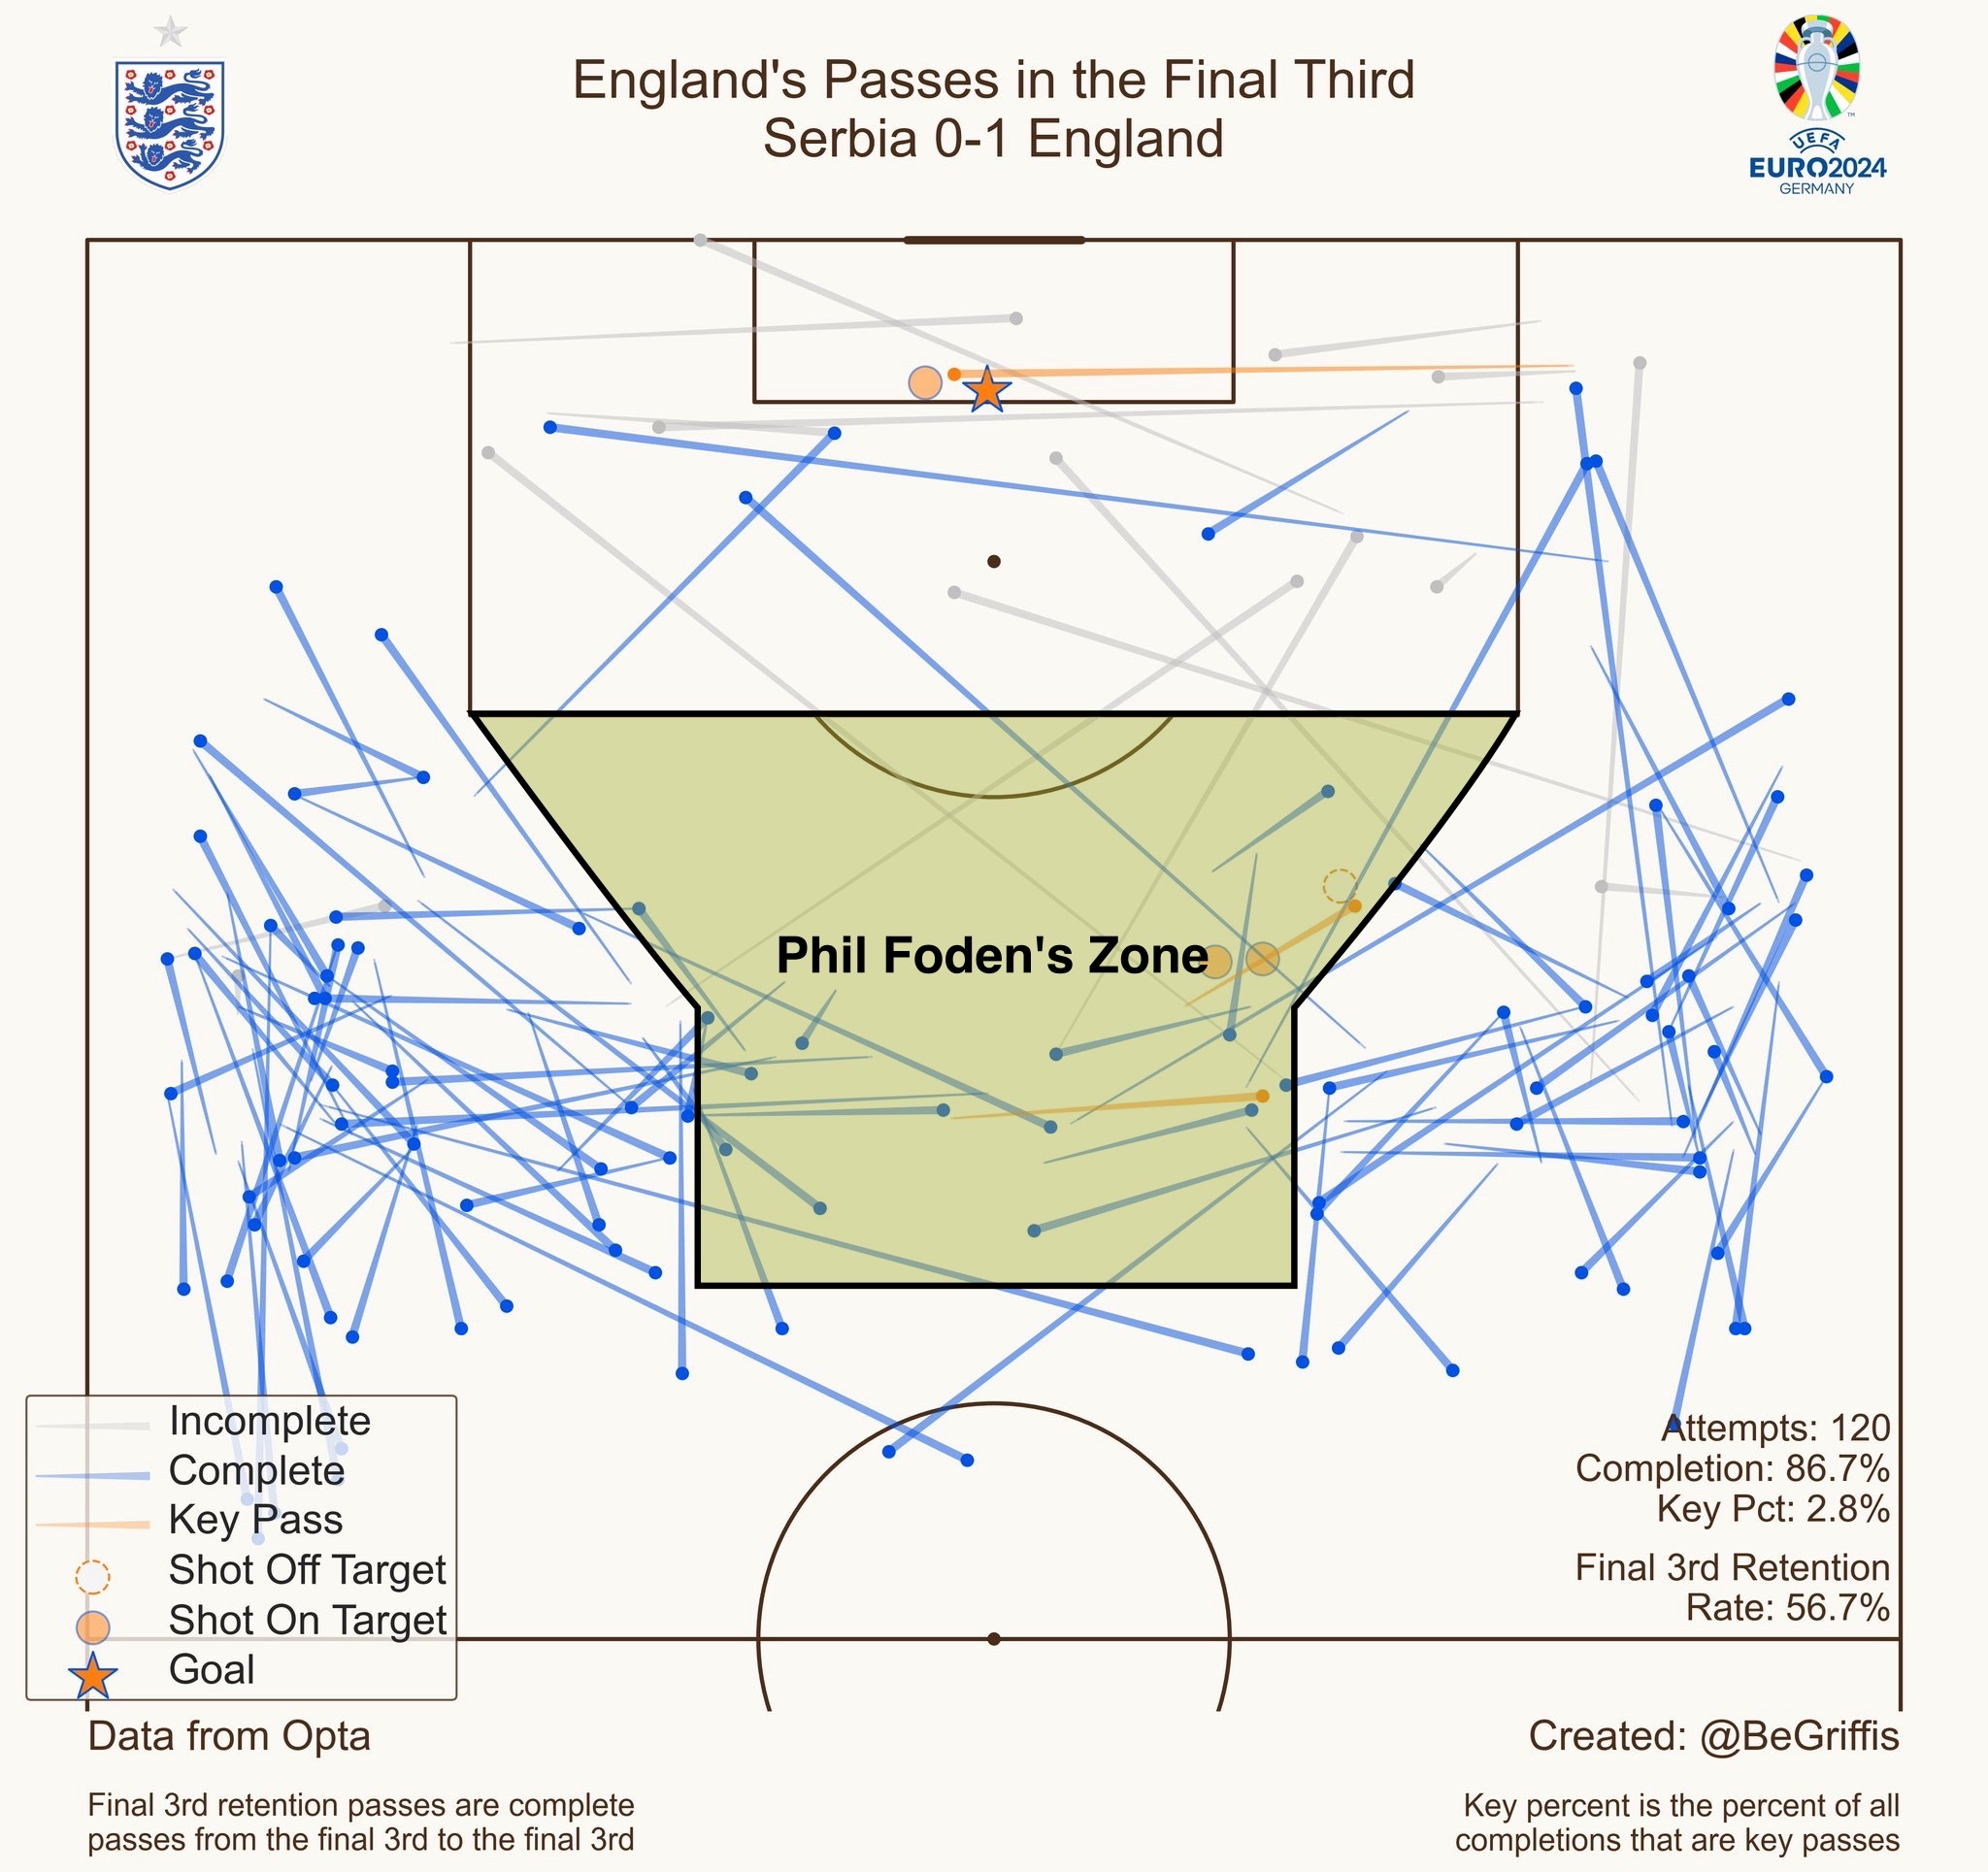 England's Passes in the Final Third
Serbia 0-1 England
UEFA
EURO2024
GERMANY
TM
Phil Foden's Zone
Incomplete
Complete
Key Pass
Shot Off Target
Shot On Target
Goal
Attempts: 120
Completion: 86.7%
Key Pct: 2.8%
Final 3rd Retention
Rate: 56.7%
Data from Opta
Created: @BeGriffis
Final 3rd retention passes are complete
passes from the final 3rd to the final 3rd
Key percent is the percent of all
completions that are key passes